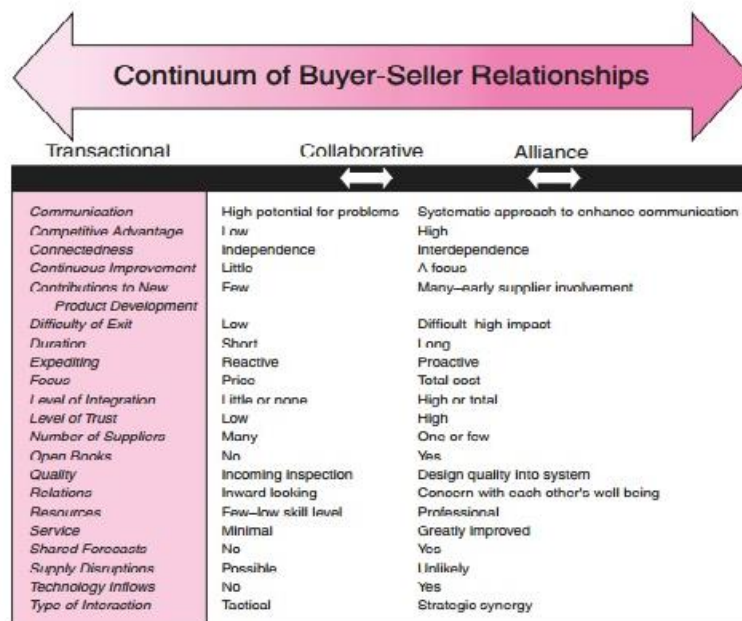 Continuum of Buyer-Seller Relationships
Transactional Collaborative Alliance
Communication High potential for problems Systematic approach to enhance communication
Competitive Advantage Low High
Connectedness Independence Interdependence
Continuous Improvement Little A focus
Contributions to New Few Many–early supplier involvement
Product Development
Difficulty of Exit Low Difficult high impact
Duration Short Long
Expediting Reactive Proactive
Focus Price Total cost
Level of Integration Little or none High or total
Level of Trust Low High
Number of Suppliers Many One or few
Open Books No Yes
Quality Incoming inspection Design quality into system
Relations Inward looking Concern with each other's well being
Resources Few–low skill level Professional
Service Minimal Greatly improved
Shared Forecasts No Yes
Supply Disruptions Possible Unlikely
Technology Inflows No Yes
Type of Interaction Tactical Strategic synergy